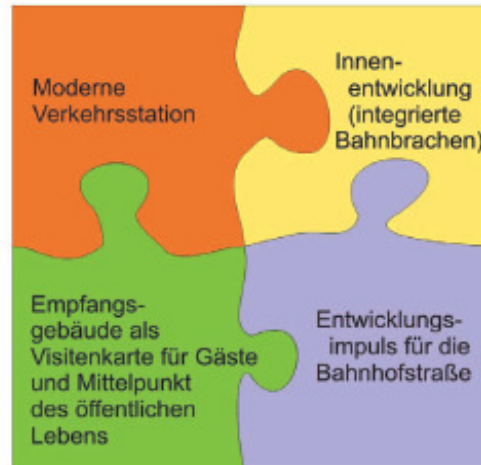 Moderne
Verkehrsstation
Innen-
entwicklung
(integrierte
Bahnbrachen)
Empfangs-
gebäude als
Visitenkarte für Gäste
und Mittelpunkt
des öffentlichen
Lebens
Entwicklungs-
impuls für die
Bahnhofstraße